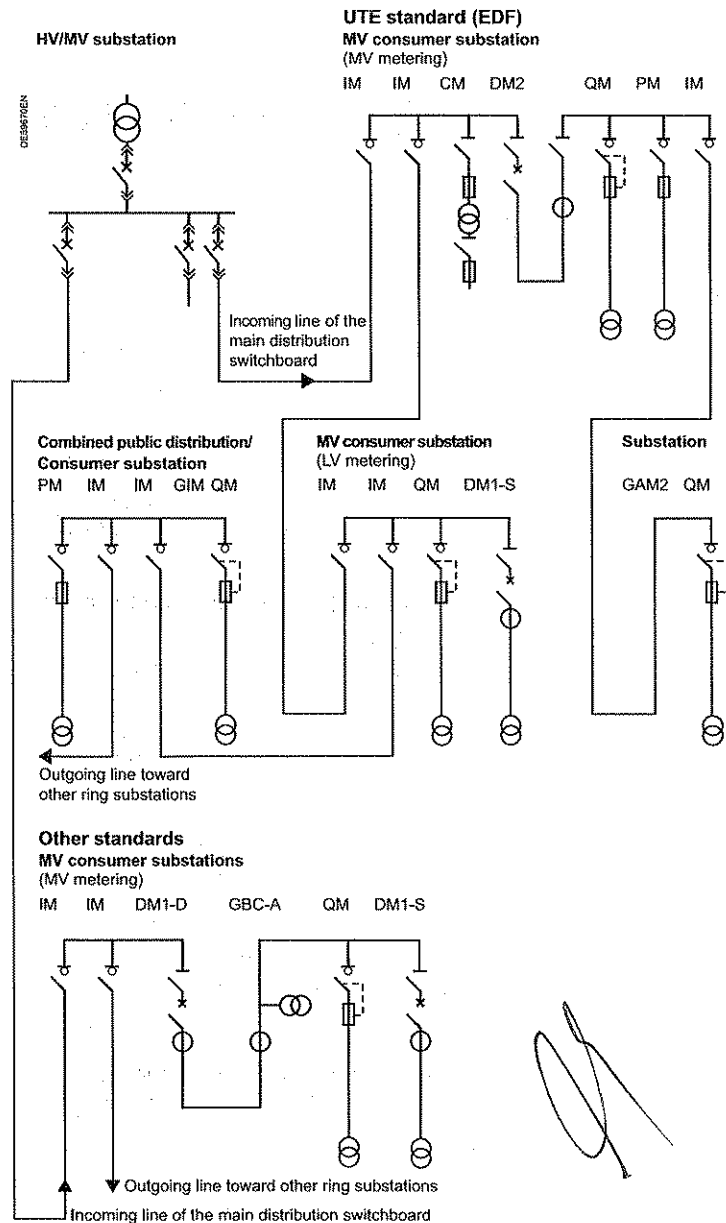 UTE standard (EDF)
HV/MV substation
MV consumer substation
(MV metering)
IM IM CM DM2 QM PM IM
Incoming line of the
main distribution
switchboard
Combined public distribution/
Consumer substation
PM IM IM GIM QM
MV consumer substation
(LV metering)
IM IM QM DM1-S
Substation
GAM2 QM
Outgoing line toward
other ring substations
Other standards
MV consumer substations
(MV metering)
IM IM DM1-D GBC-A QM DM1-S
Outgoing line toward other ring substations
Incoming line of the main distribution switchboard